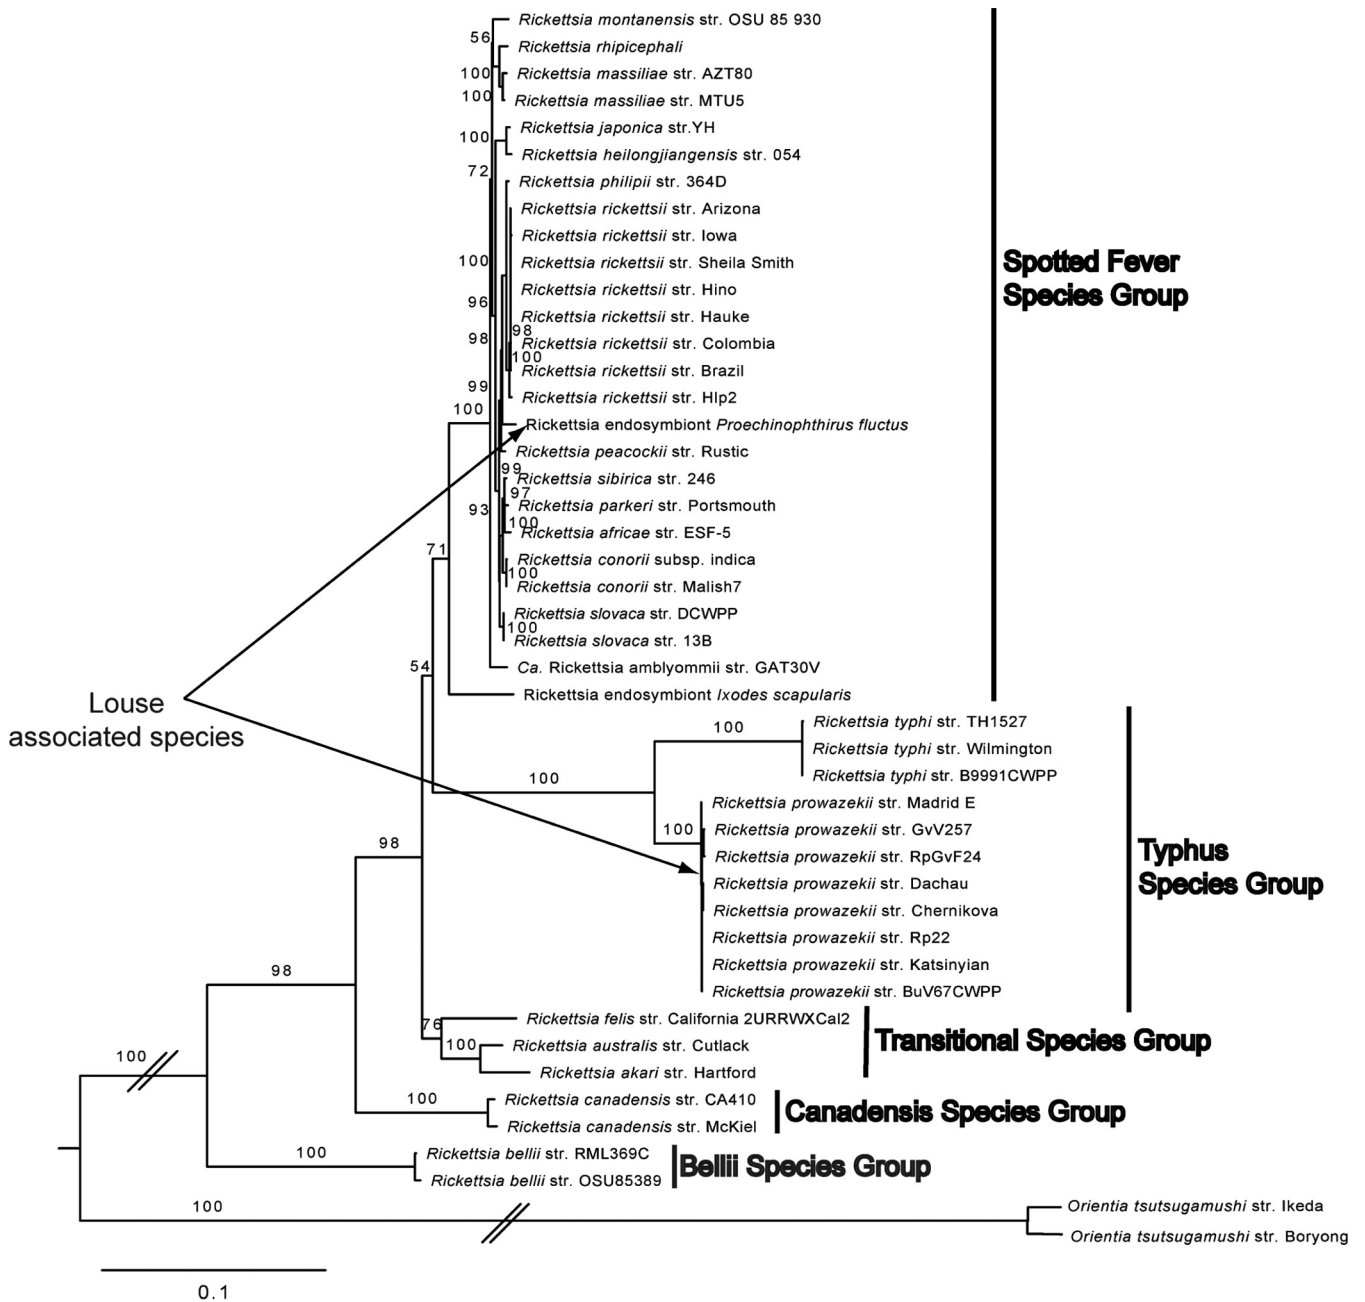 Rickettsia montanensis str. OSU 85 930
56
Rickettsia rhipicephali
100
Rickettsia massiliae str. AZT80
100
Rickettsia massiliae str. MTU5
Rickettsia japonica str.YH
100
Rickettsia heilongjiangensis str. 054
72
Rickettsia philipii str. 364D
Rickettsia rickettsii str. Arizona
Rickettsia rickettsii str. Iowa
100
Rickettsia rickettsii str. Sheila Smith
Spotted Fever
Species Group
Rickettsia rickettsii str. Hino
96
Rickettsia rickettsii str. Hauke
98
98
Rickettsia rickettsii str. Colombia
100
Rickettsia rickettsii str. Brazil
99
Rickettsia rickettsii str. Hlp2
100
Rickettsia endosymbiont Proechinophthirus fluctus
Rickettsia peacockii str. Rustic
99
Rickettsia sibirica str. 246
97
Rickettsia parkeri str. Portsmouth
93
100
Rickettsia africae str. ESF-5
71
Rickettsia conorii subsp. indica
100
Rickettsia conorii str. Malish7
Rickettsia slovaca str. DCWPP
100
Rickettsia slovaca str. 13B
54
Ca. Rickettsia amblyommii str. GAT30V
Rickettsia endosymbiont Ixodes scapularis
Louse
associated species
Rickettsia typhi str. TH1527
100
Rickettsia typhi str. Wilmington
100
Rickettsia typhi str. B9991CWPP
Rickettsia prowazekii str. Madrid E
100
Rickettsia prowazekii str. GvV257
98
Rickettsia prowazekii str. RpGvF24
Typhus
Species Group
Rickettsia prowazekii str. Dachau
Rickettsia prowazekii str. Chernikova
Rickettsia prowazekii str. Rp22
98
Rickettsia prowazekii str. Katsinyian
Rickettsia prowazekii str. BuV67CWPP
76
Rickettsia felis str. California 2URRWXCal2
100
Rickettsia australis str. Cutlack
Transitional Species Group
100
Rickettsia akari str. Hartford
100
Rickettsia canadensis str. CA410
Canadensis Species Group
Rickettsia canadensis str. McKiel
100
Rickettsia bellii str. RML369C
Bellii Species Group
Rickettsia bellii str. OSU85389
100
Orientia tsutsugamushi str. Ikeda
Orientia tsutsugamushi str. Boryong
0.1